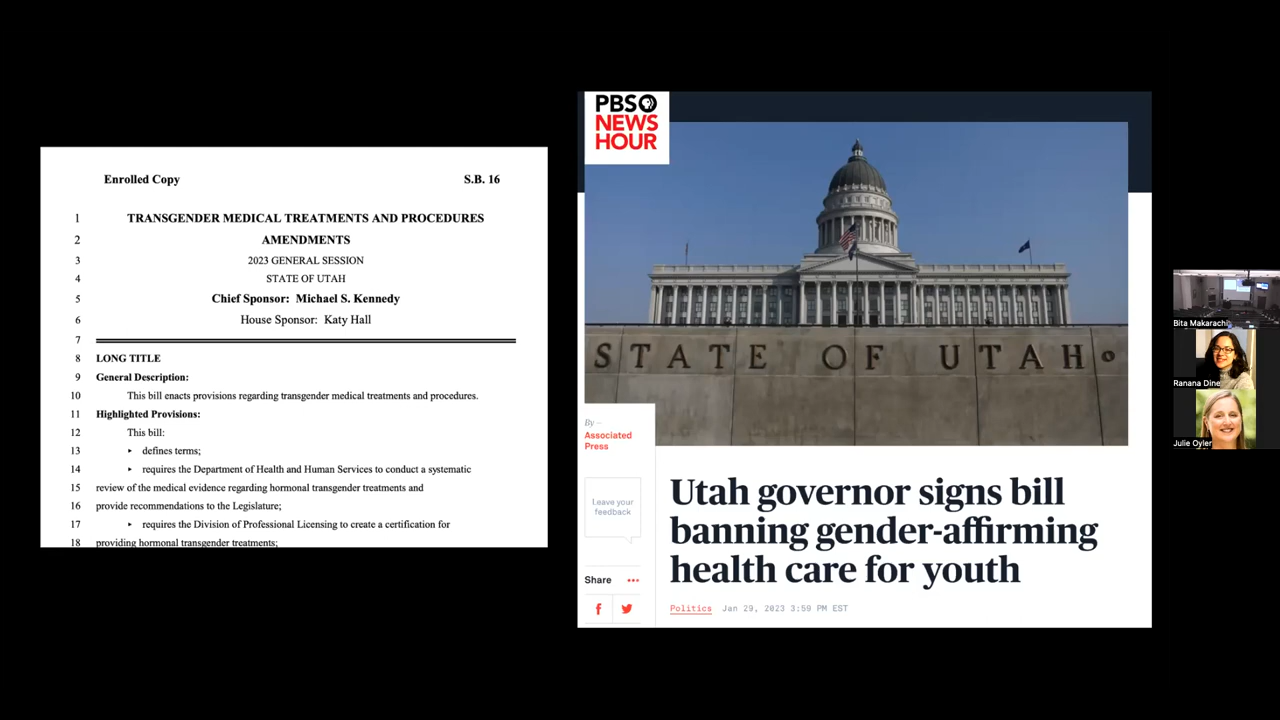 Enrolled Copy S.B. 16
1 TRANSGENDER MEDICAL TREATMENTS AND PROCEDURES
2 AMENDMENTS
3 2023 GENERAL SESSION
4 STATE OF UTAH
5 Chief Sponsor: Michael S. Kennedy
6 House Sponsor: Katy Hall
7
8 LONG TITLE
9 General Description:
10 This bill enacts provisions regarding transgender medical treatments and procedures.
11 Highlighted Provisions:
12 This bill:
13 ‣ defines terms;
14 ‣ requires the Department of Health and Human Services to conduct a systematic
15 review of the medical evidence regarding hormonal transgender treatments and
16 provide recommendations to the Legislature;
17 ‣ requires the Division of Professional Licensing to create a certification for
18 providing hormonal transgender treatments;
PBS
NEWS
HOUR
STATE OF UTAH
By –
Associated
Press
Leave your
feedback
Share
Utah governor signs bill
banning gender-affirming
health care for youth
Politics Jan 29, 2023 3:59 PM EST
Bita Makarachi
Ranana Dine
Julie Oyler